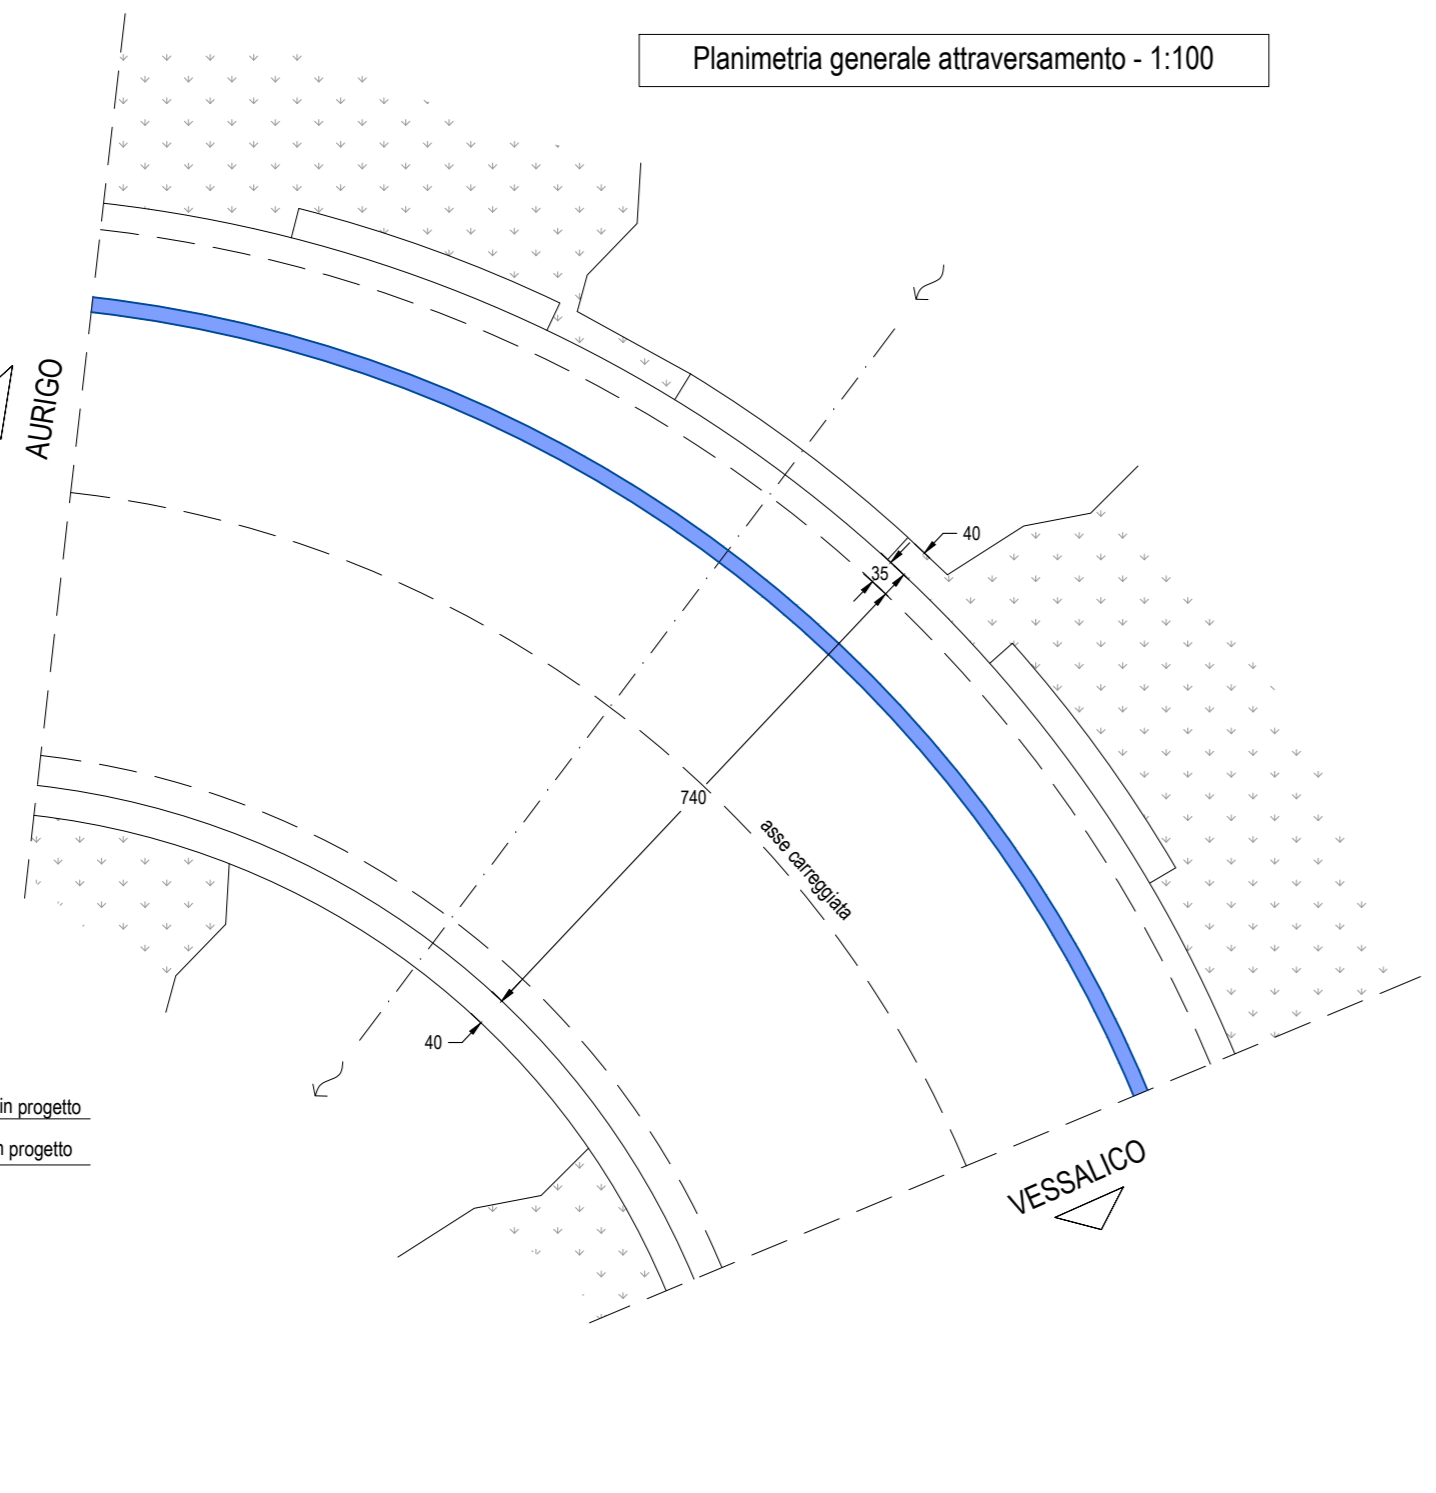 Planimetria generale attraversamento - 1:100
AURIGO
40
35
740
asse carreggiata
40
in progetto
progetto
VESSALICO